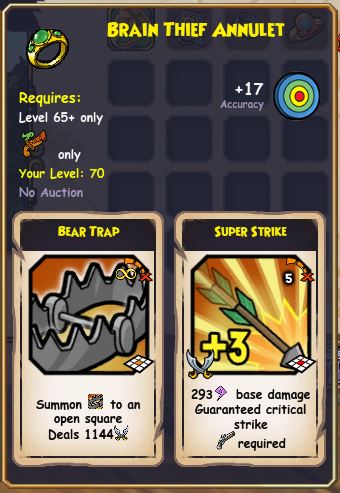 BRAIN THIEF ANNULET
+17
Accuracy
Requires:
Level 65+ only
only
Your Level: 70
No Auction
BEAR TRAP
Summon to an
open square
Deals 1144
SUPER STRIKE
5
+3
293 base damage
Guaranteed critical
strike
required